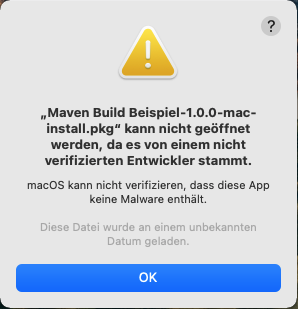 ?
„Maven Build Beispiel-1.0.0-mac-
install.pkg“ kann nicht geöffnet
werden, da es von einem nicht
verifizierten Entwickler stammt.
macOS kann nicht verifizieren, dass diese App
keine Malware enthält.
Diese Datei wurde an einem unbekannten
Datum geladen.
OK